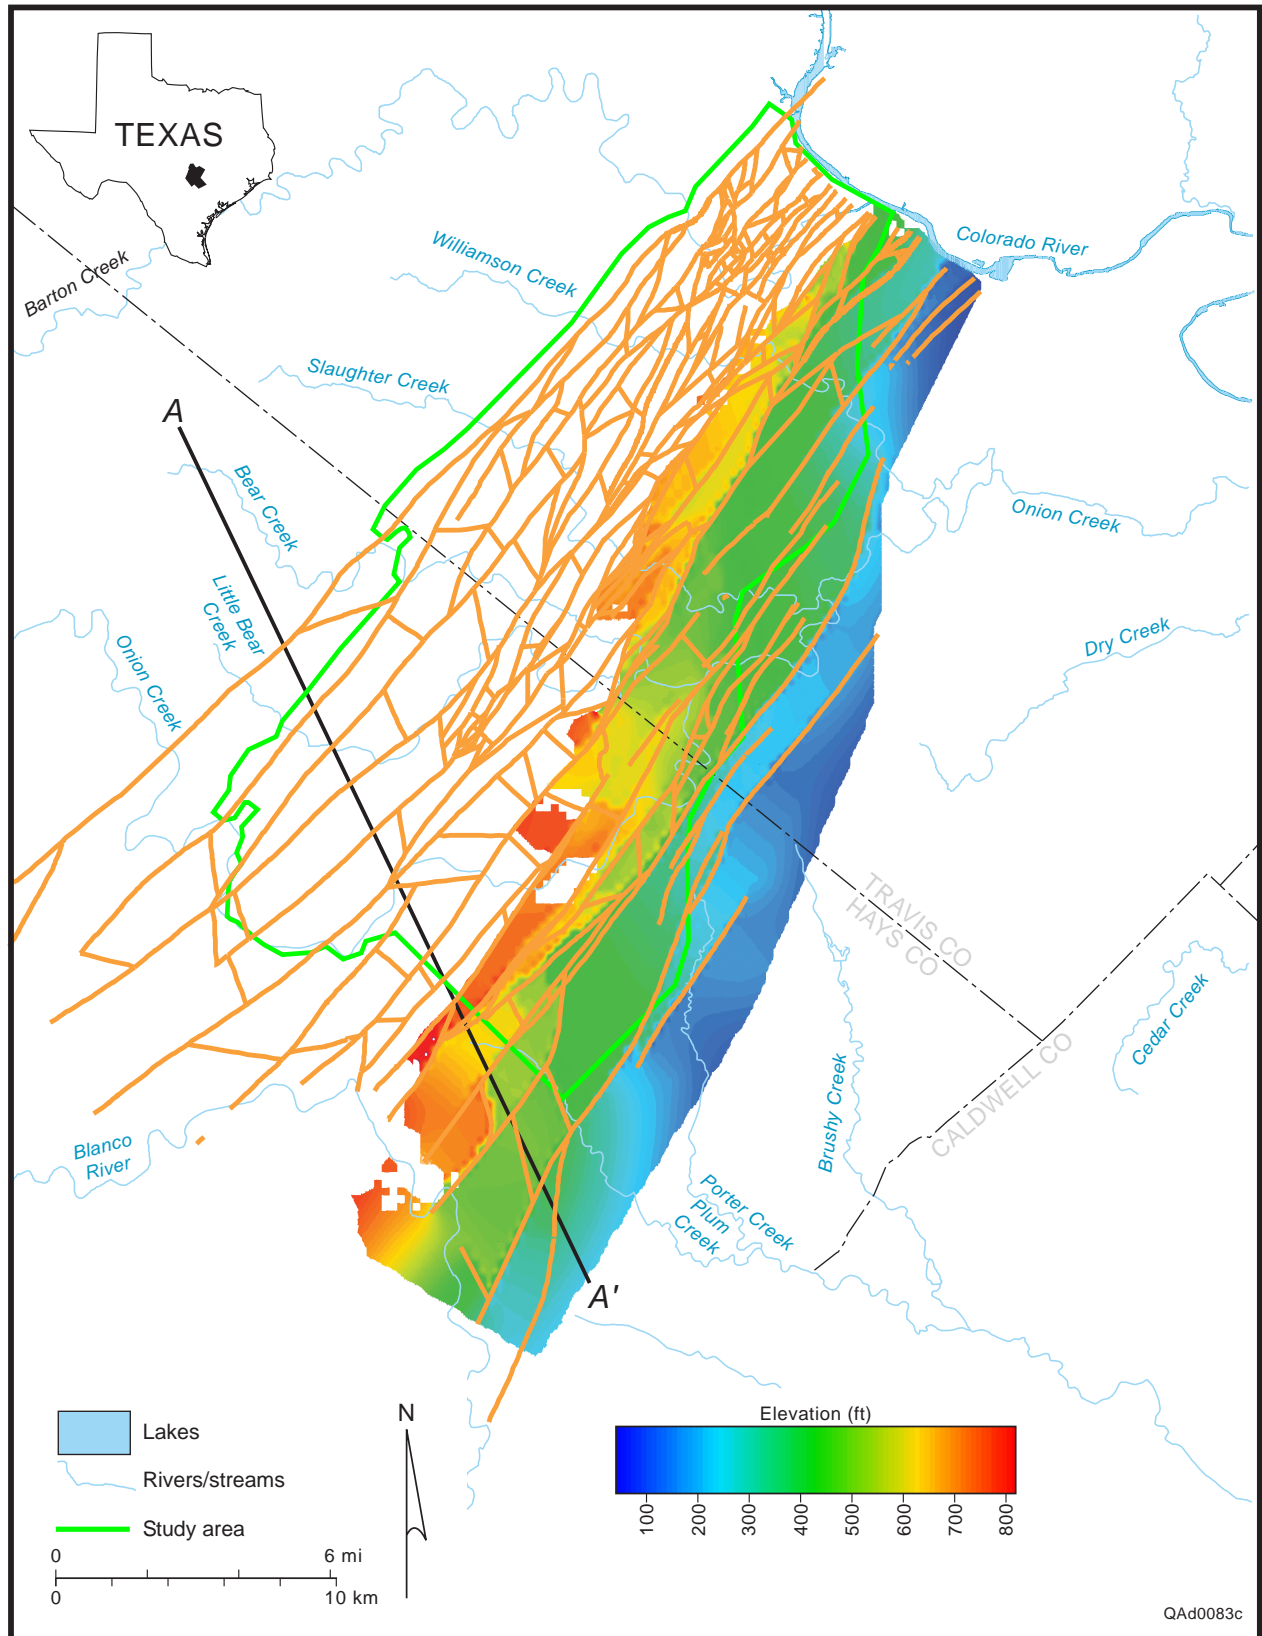 TEXAS
Colorado River
Williamson Creek
Barton Creek
Slaughter Creek
A
Bear Creek
Onion Creek
Little Bear
Creek
Dry Creek
Onion Creek
TRAVIS CO
HAYS CO
Cedar Creek
CALDWELL CO
Brushy Creek
Blanco
River
Porter Creek
Plum
Creek
A'
Lakes
Rivers/streams
Study area
0 6 mi
0 10 km
N
Elevation (ft)
100 200 300 400 500 600 700 800
QAd0083c